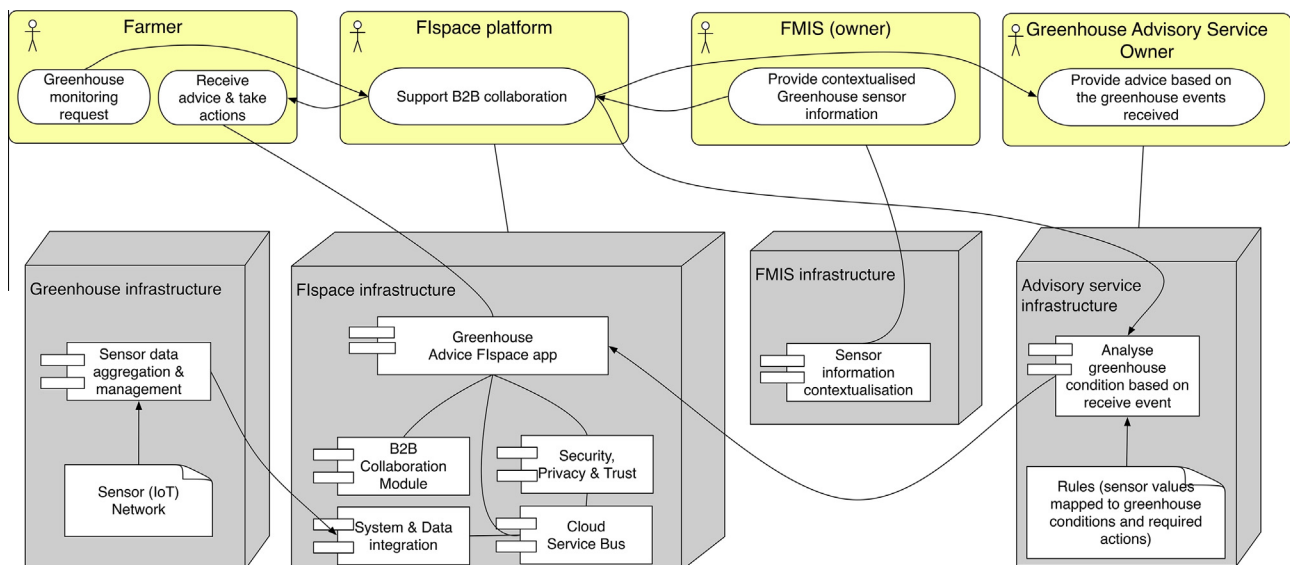 Farmer
Greenhouse
monitoring
request
Receive
advice & take
actions
FIspace platform
Support B2B collaboration
FMIS (owner)
Provide contextualised
Greenhouse sensor
information
Greenhouse Advisory Service
Owner
Provide advice based on
the greenhouse events
received
Greenhouse infrastructure
Sensor data
aggregation &
management
Sensor (IoT)
Network
FIspace infrastructure
Greenhouse
Advice FIspace app
B2B
Collaboration
Module
Security,
Privacy & Trust
System & Data
integration
Cloud
Service Bus
FMIS infrastructure
Sensor
information
contextualisation
Advisory service
infrastructure
Analyse
greenhouse
condition based on
receive event
Rules (sensor values
mapped to greenhouse
conditions and required
actions)